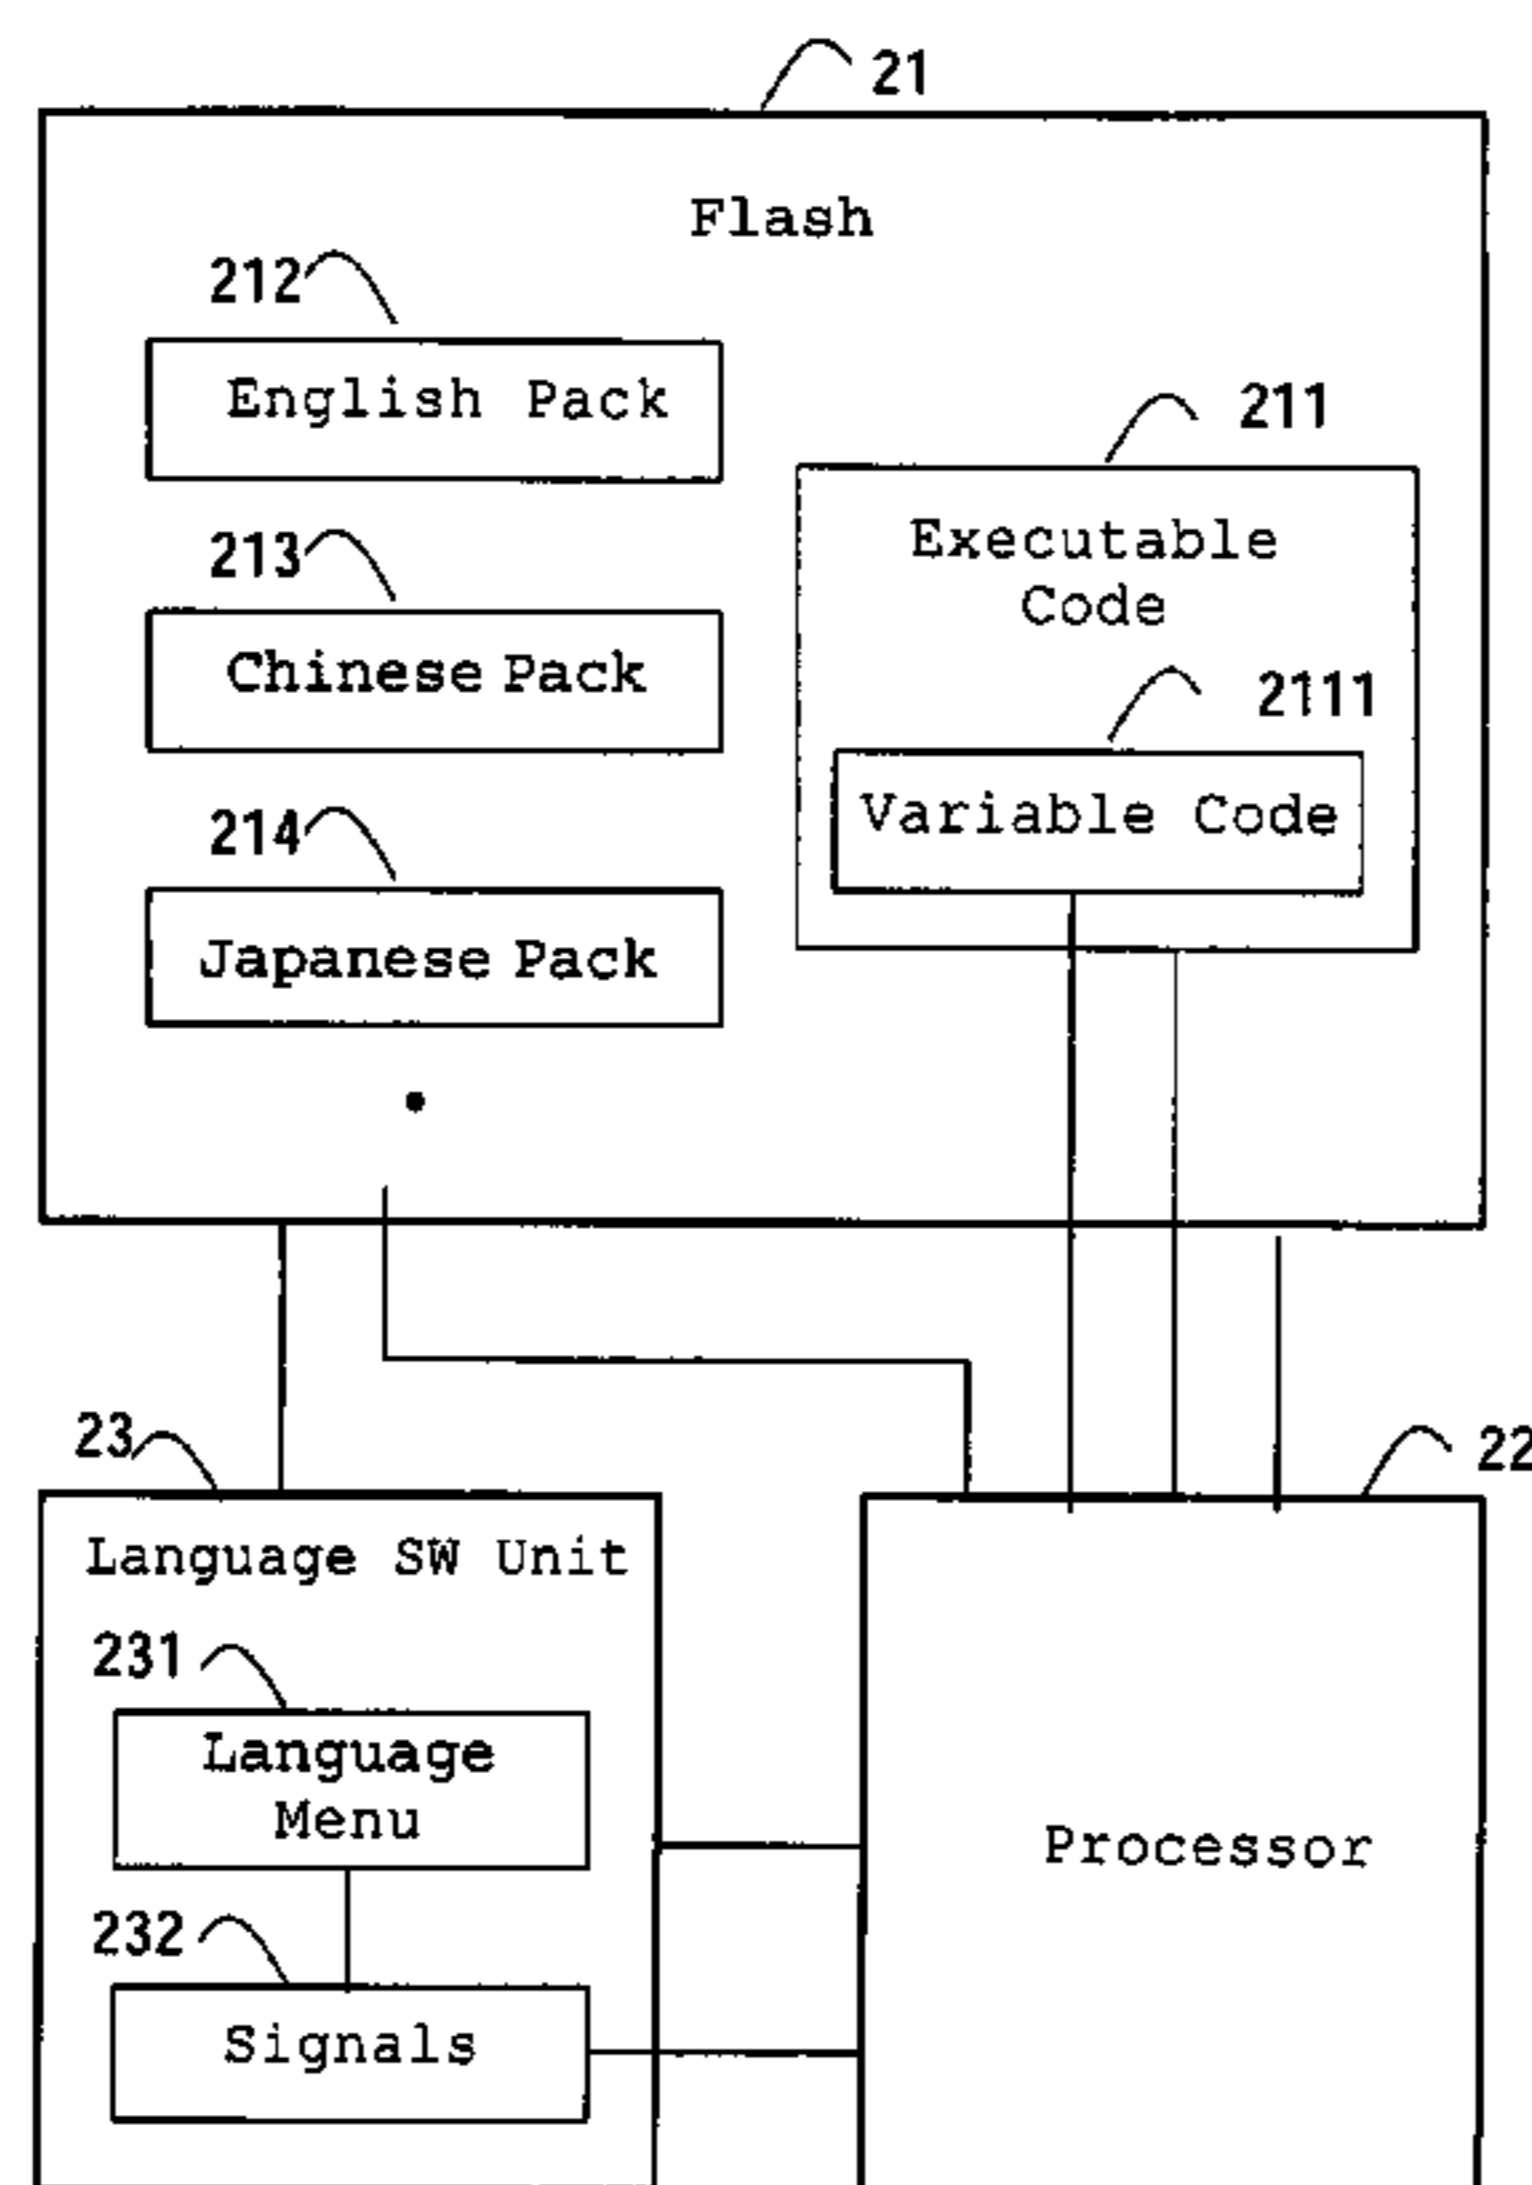 21
Flash
212
English Pack
211
Executable
Code
213
Chinese Pack
2111
Variable Code
214
Japanese Pack
23
22
Language SW Unit
231
Language
Menu
Processor
232
Signals